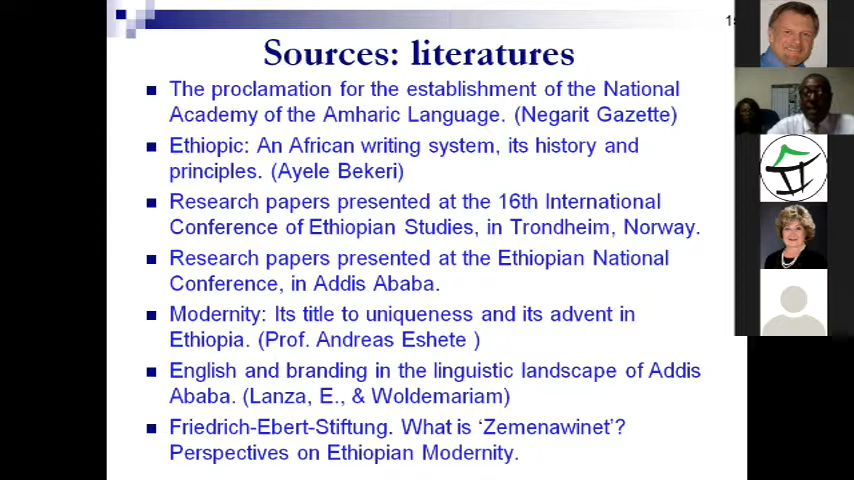 Sources: literatures
The proclamation for the establishment of the National
Academy of the Amharic Language. (Negarit Gazette)
Ethiopic: An African writing system, its history and
principles. (Ayele Bekeri)
Research papers presented at the 16th International
Conference of Ethiopian Studies, in Trondheim, Norway.
Research papers presented at the Ethiopian National
Conference, in Addis Ababa.
Modernity: Its title to uniqueness and its advent in
Ethiopia. (Prof. Andreas Eshete )
English and branding in the linguistic landscape of Addis
Ababa. (Lanza, E., & Woldemariam)
Friedrich-Ebert-Stiftung. What is ‘Zemenawinet’?
Perspectives on Ethiopian Modernity.